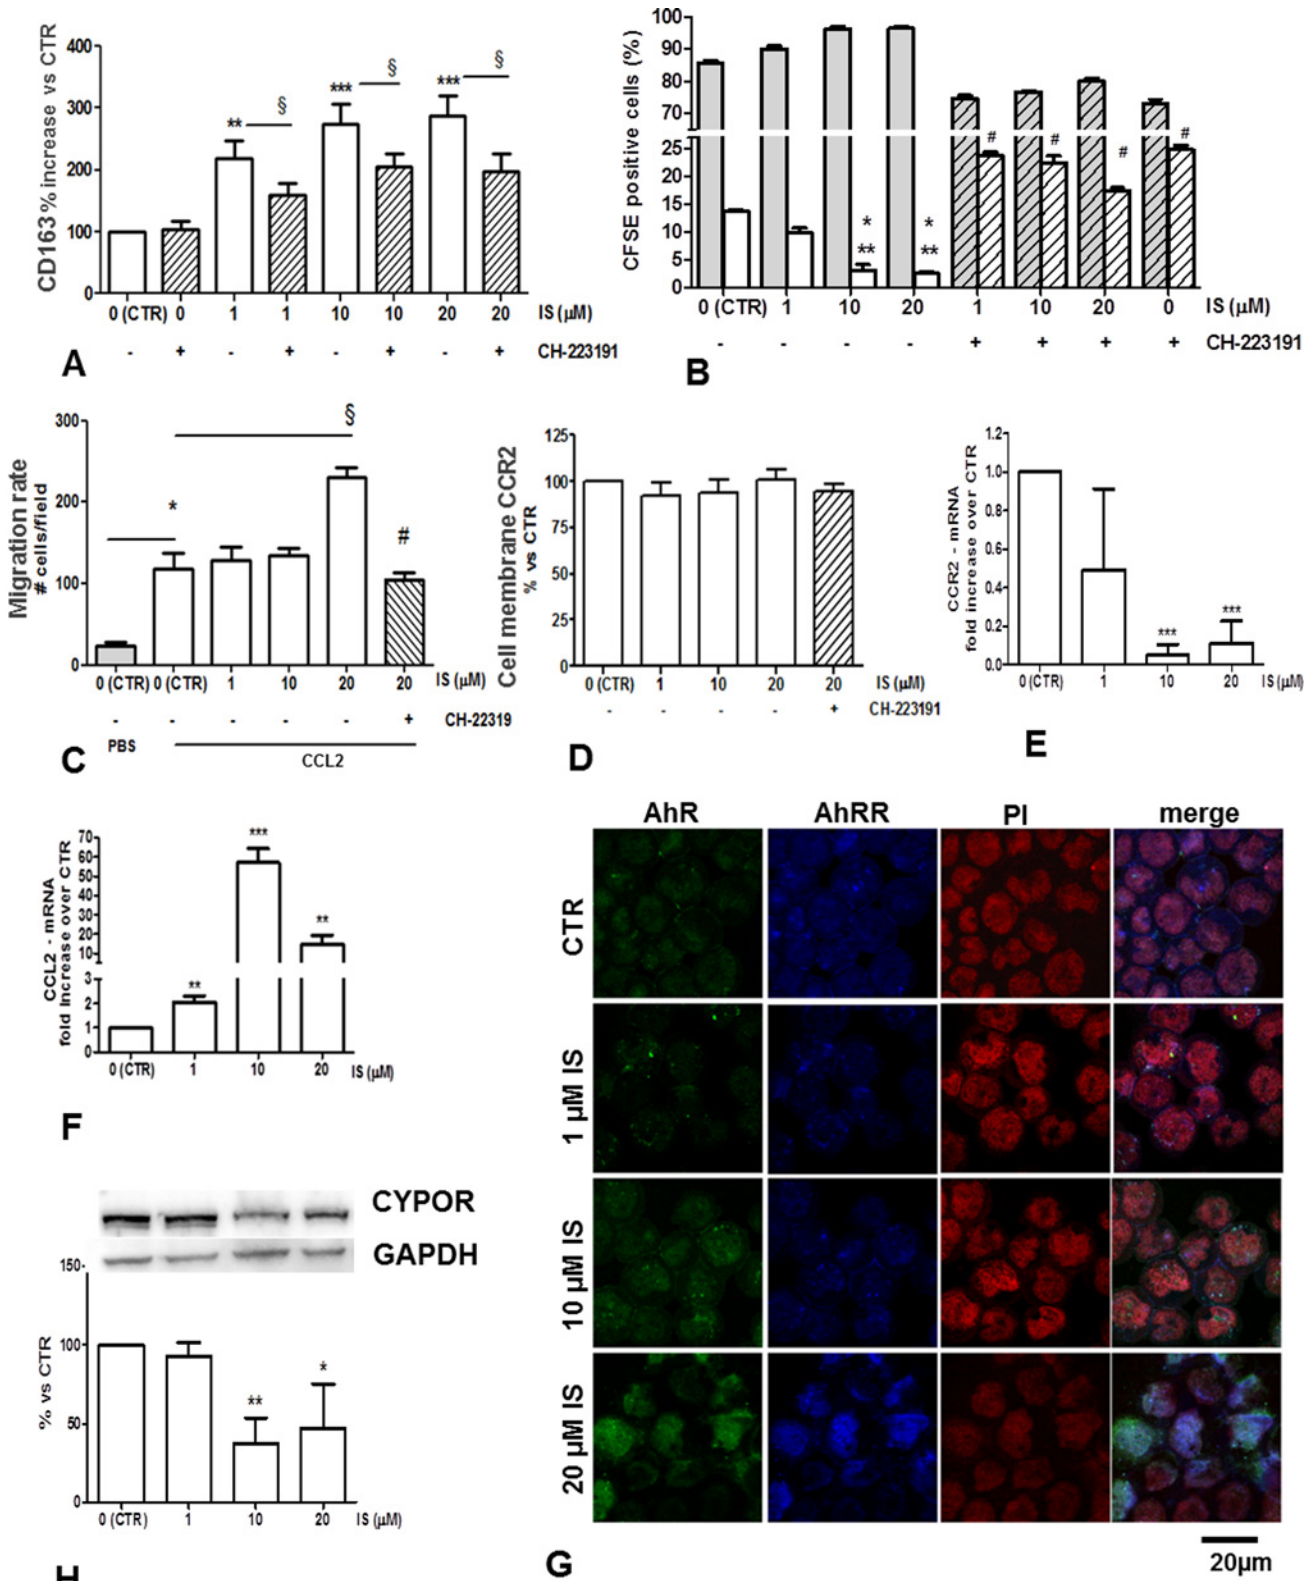 CD163 % increase vs CTR
400
300
200
100
0
**
§
***
§
***
§
0 (CTR) 0 1 1 10 10 20 20 IS (µM)
- + - + - + - + CH-223191
A
CFSE positive cells (%)
100
90
80
70
25
20
15
10
5
0
*
**
*
**
# # # #
0 (CTR) 1 10 20 1 10 20 0 IS (µM)
- - - - + + + + CH-223191
B
Migration rate
# cells/field
300
200
100
0
*
§
#
0 (CTR) 0 (CTR) 1 10 20 20 IS (µM)
- - - - - + CH-22319
PBS
CCL2
C
Cell membrane CCR2
% vs CTR
125
100
75
50
25
0
0 (CTR) 1 10 20 20 IS (µM)
- - - - + CH-223191
D
CCR2 - mRNA
fold increase over CTR
1.2
1.0
0.8
0.6
0.4
0.2
0.0
***
***
0 (CTR) 1 10 20 IS (µM)
E
CCL2 - mRNA
fold Increase over CTR
70
60
50
40
30
20
10
3
2
1
0
**
***
**
0 (CTR) 1 10 20 IS (µM)
F
AhR AhRR PI merge
CTR
1 µM IS
10 µM IS
20 µM IS
20µm
G
CYPOR
GAPDH
% vs CTR
150
100
50
0
**
*
0 (CTR) 1 10 20 IS (µM)
H